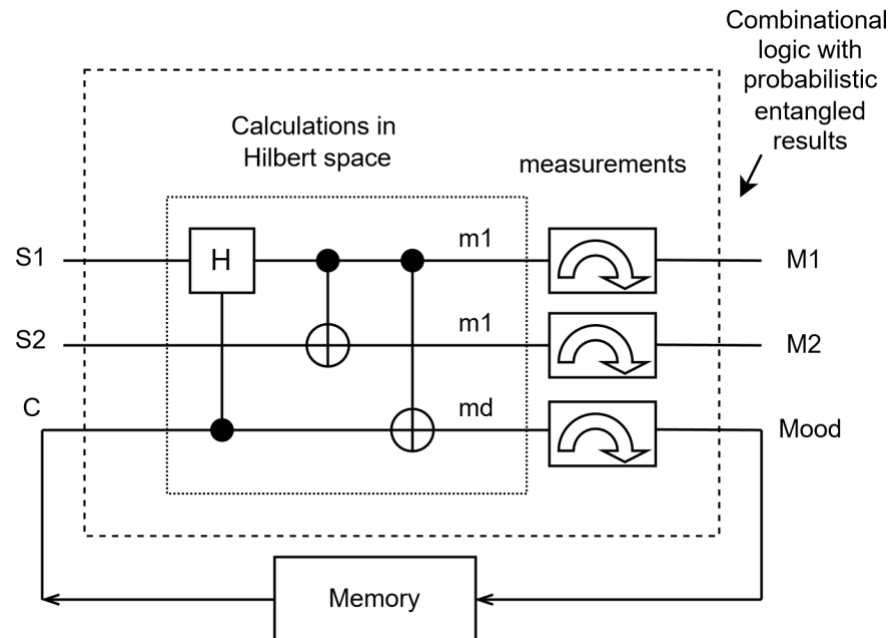 Combinational
logic with
probabilistic
entangled
results
Calculations in
Hilbert space
measurements
S1
H
m1
M1
S2
m1
M2
C
md
Mood
Memory